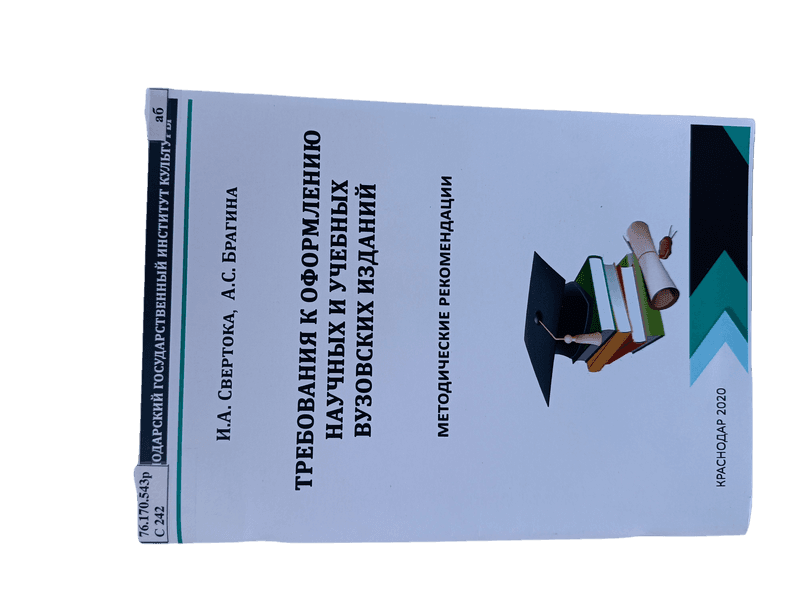 76.170.543р
С 242
аб
ОДАРСКИЙ ГОСУДАРСТВЕННЫЙ ИНСТИТУТ КУЛЬТУРЫ
И.А. СВЕРТОКА, А.С. БРАГИНА
ТРЕБОВАНИЯ К ОФОРМЛЕНИЮ
НАУЧНЫХ И УЧЕБНЫХ
ВУЗОВСКИХ ИЗДАНИЙ
МЕТОДИЧЕСКИЕ РЕКОМЕНДАЦИИ
КРАСНОДАР 2020